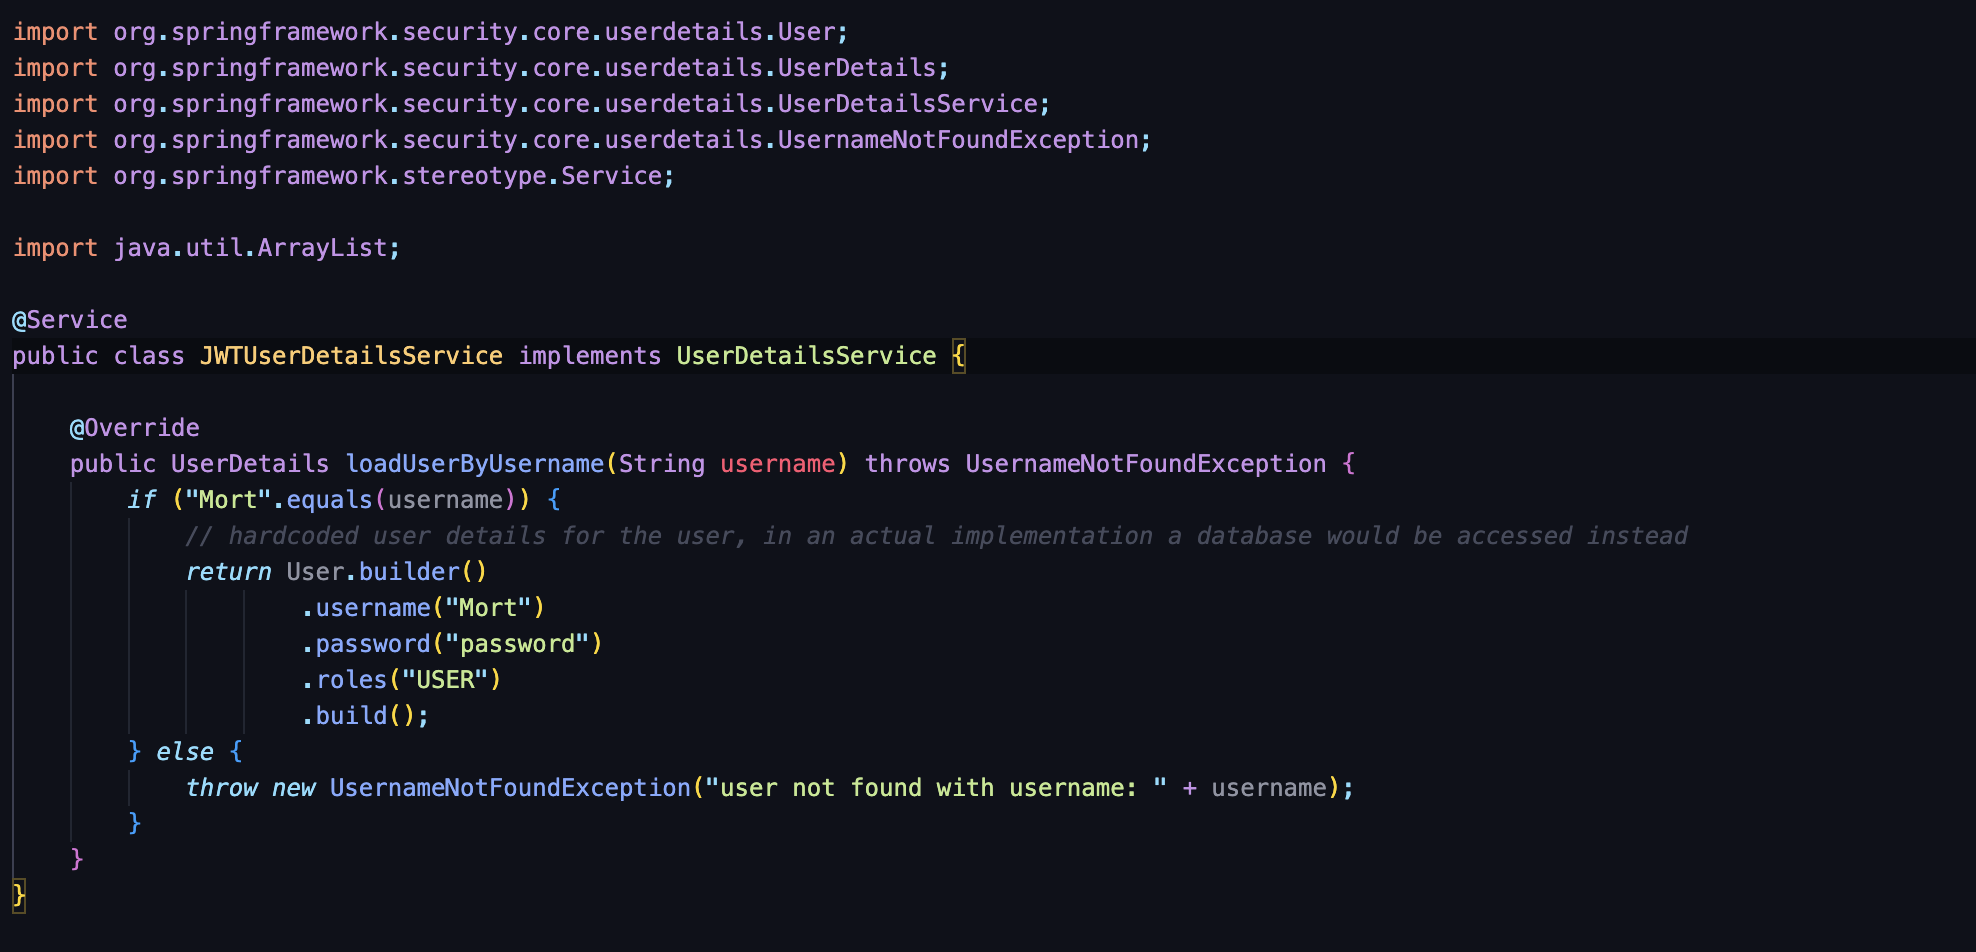 import org.springframework.security.core.userdetails.User;
import org.springframework.security.core.userdetails.UserDetails;
import org.springframework.security.core.userdetails.UserDetailsService;
import org.springframework.security.core.userdetails.UsernameNotFoundException;
import org.springframework.stereotype.Service;

import java.util.ArrayList;

@Service
public class JWTUserDetailsService implements UserDetailsService {

    @Override
    public UserDetails loadUserByUsername(String username) throws UsernameNotFoundException {
        if ("Mort".equals(username)) {
            // hardcoded user details for the user, in an actual implementation a database would be accessed instead
            return User.builder()
                    .username("Mort")
                    .password("password")
                    .roles("USER")
                    .build();
        } else {
            throw new UsernameNotFoundException("user not found with username: " + username);
        }
    }
}